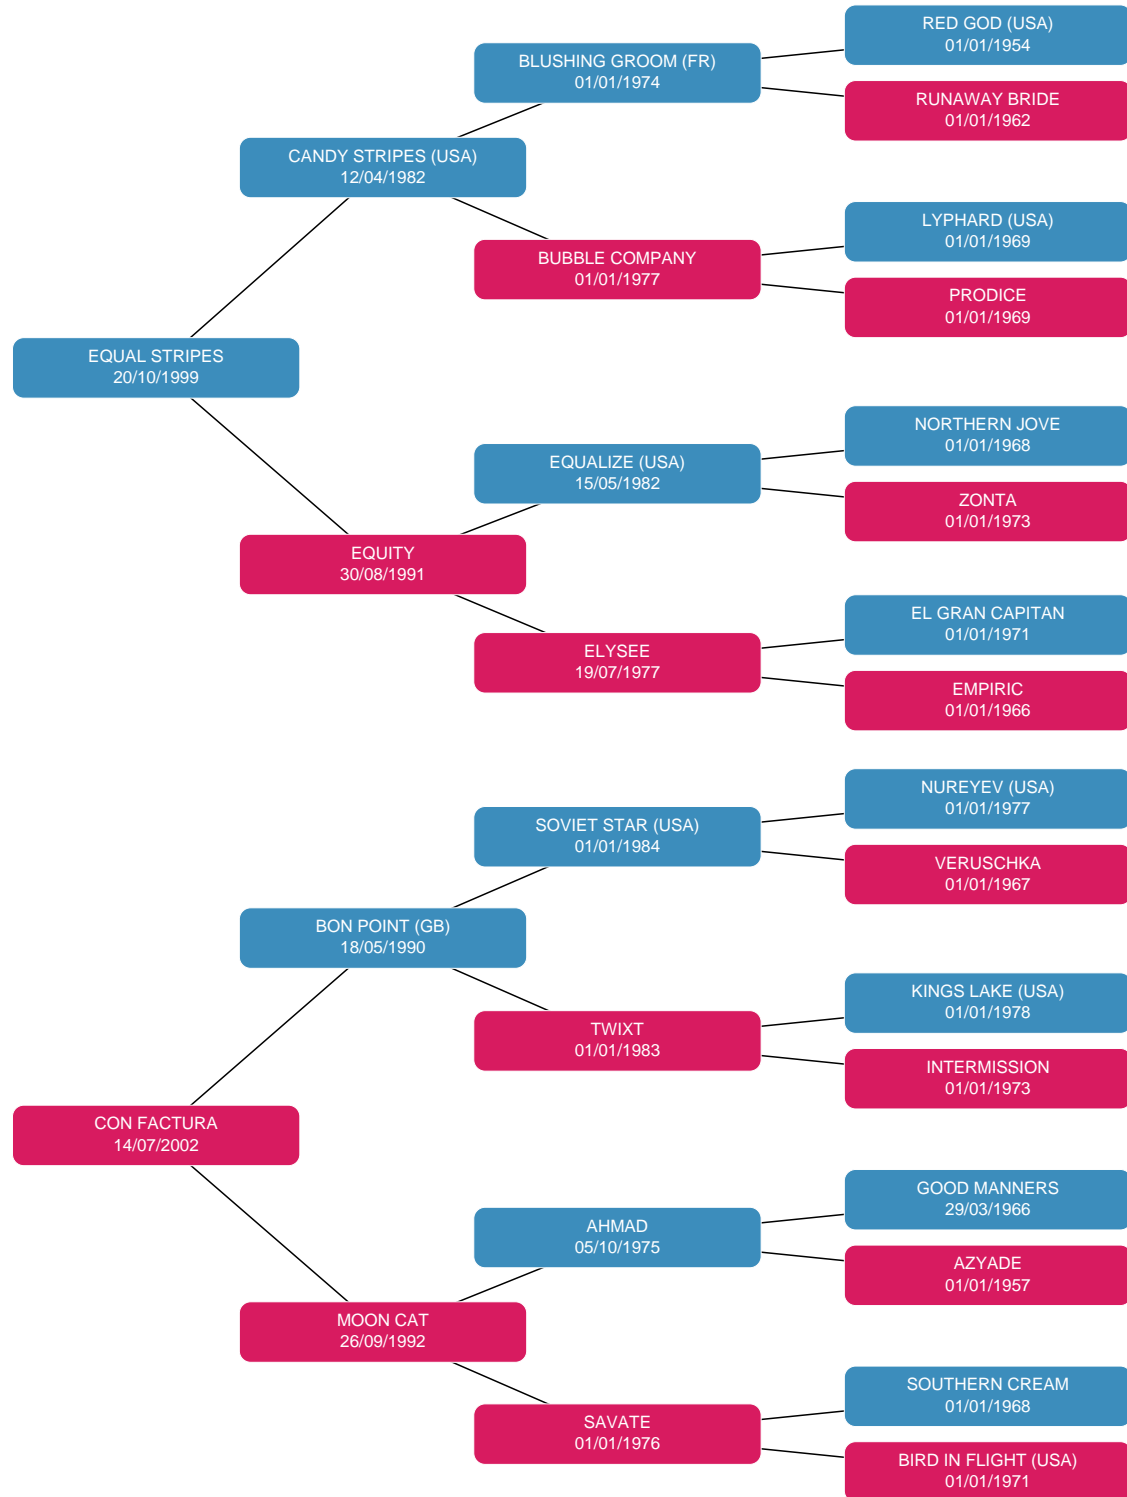 RED GOD (USA)
01/01/1954
BLUSHING GROOM (FR)
01/01/1974
RUNAWAY BRIDE
01/01/1962
CANDY STRIPES (USA)
12/04/1982
LYPHARD (USA)
01/01/1969
BUBBLE COMPANY
01/01/1977
PRODICE
01/01/1969
EQUAL STRIPES
20/10/1999
NORTHERN JOVE
01/01/1968
EQUALIZE (USA)
15/05/1982
ZONTA
01/01/1973
EQUITY
30/08/1991
EL GRAN CAPITAN
01/01/1971
ELYSEE
19/07/1977
EMPIRIC
01/01/1966
NUREYEV (USA)
01/01/1977
SOVIET STAR (USA)
01/01/1984
VERUSCHKA
01/01/1967
BON POINT (GB)
18/05/1990
KINGS LAKE (USA)
01/01/1978
TWIXT
01/01/1983
INTERMISSION
01/01/1973
CON FACTURA
14/07/2002
GOOD MANNERS
29/03/1966
AHMAD
05/10/1975
AZYADE
01/01/1957
MOON CAT
26/09/1992
SOUTHERN CREAM
01/01/1968
SAVATE
01/01/1976
BIRD IN FLIGHT (USA)
01/01/1971